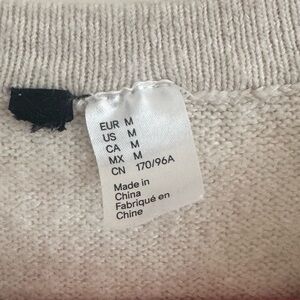 EUR M
US M
CA M
MX M
CN 170/96A
Made in
China
Fabriqué en
Chine